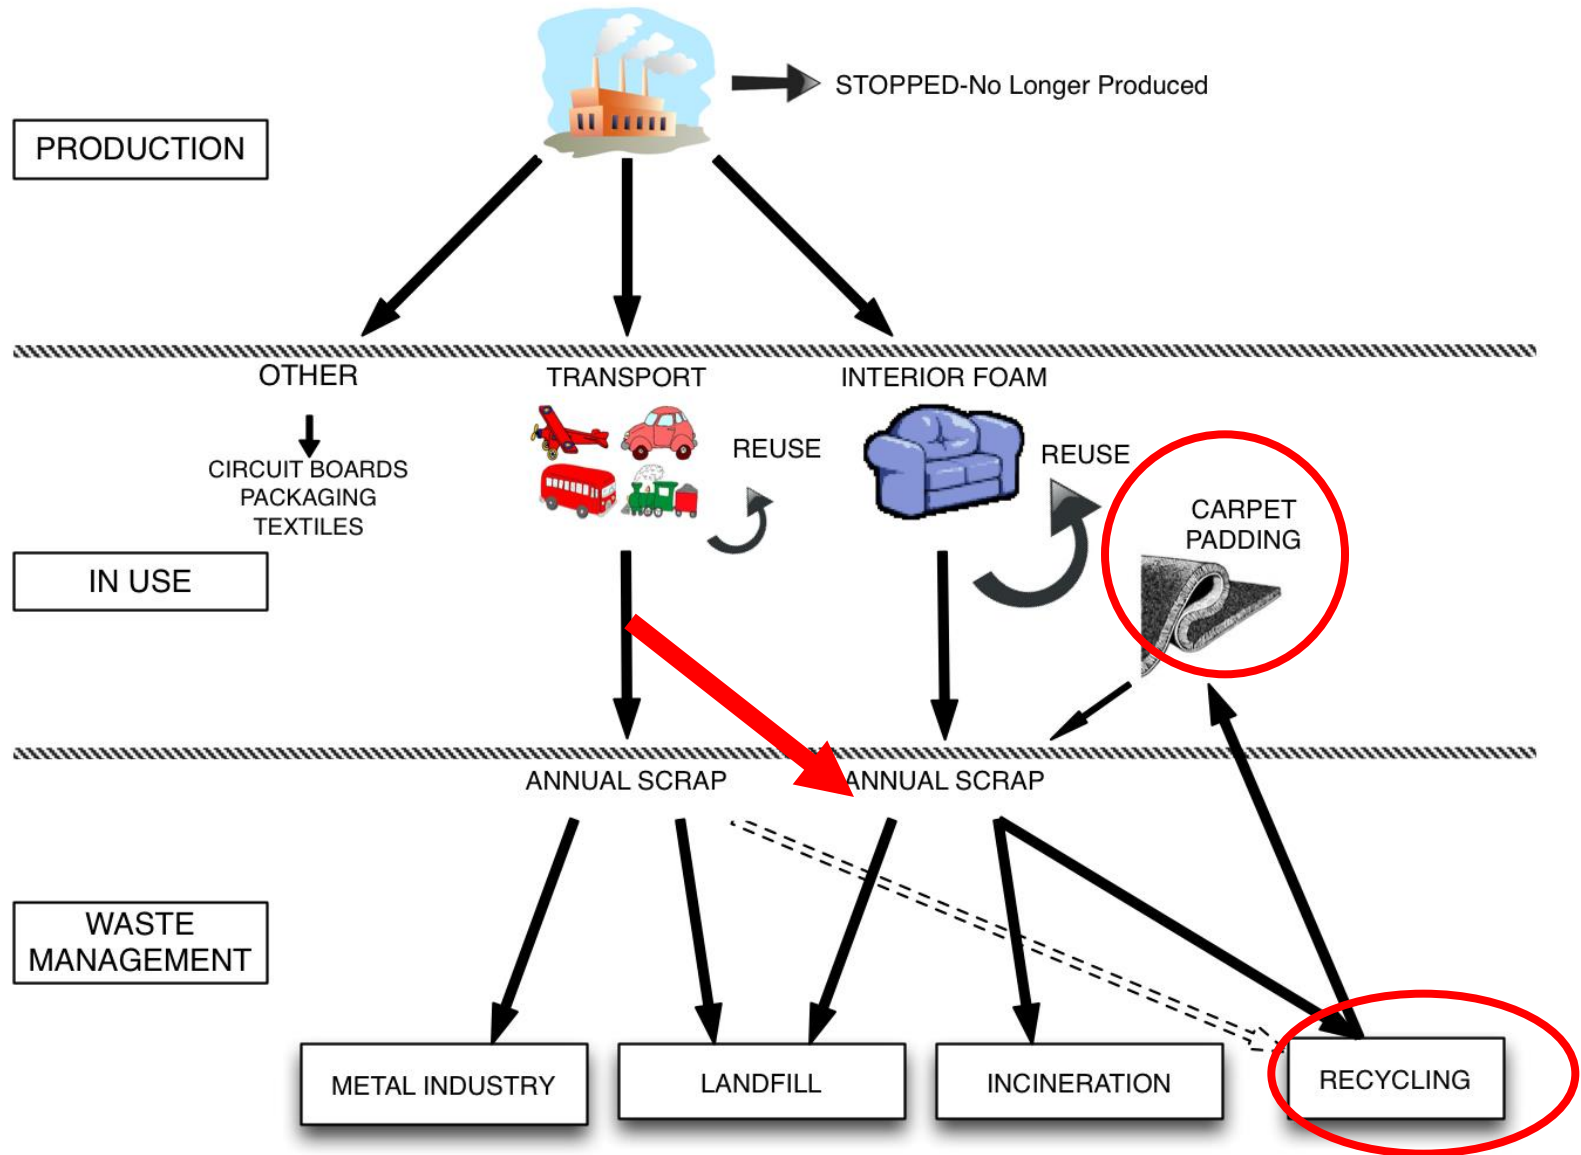 STOPPED-No Longer Produced
PRODUCTION
OTHER
TRANSPORT
INTERIOR FOAM
REUSE
REUSE
CIRCUIT BOARDS
PACKAGING
TEXTILES
CARPET
PADDING
IN USE
ANNUAL SCRAP
ANNUAL SCRAP
WASTE
MANAGEMENT
METAL INDUSTRY
LANDFILL
INCINERATION
RECYCLING